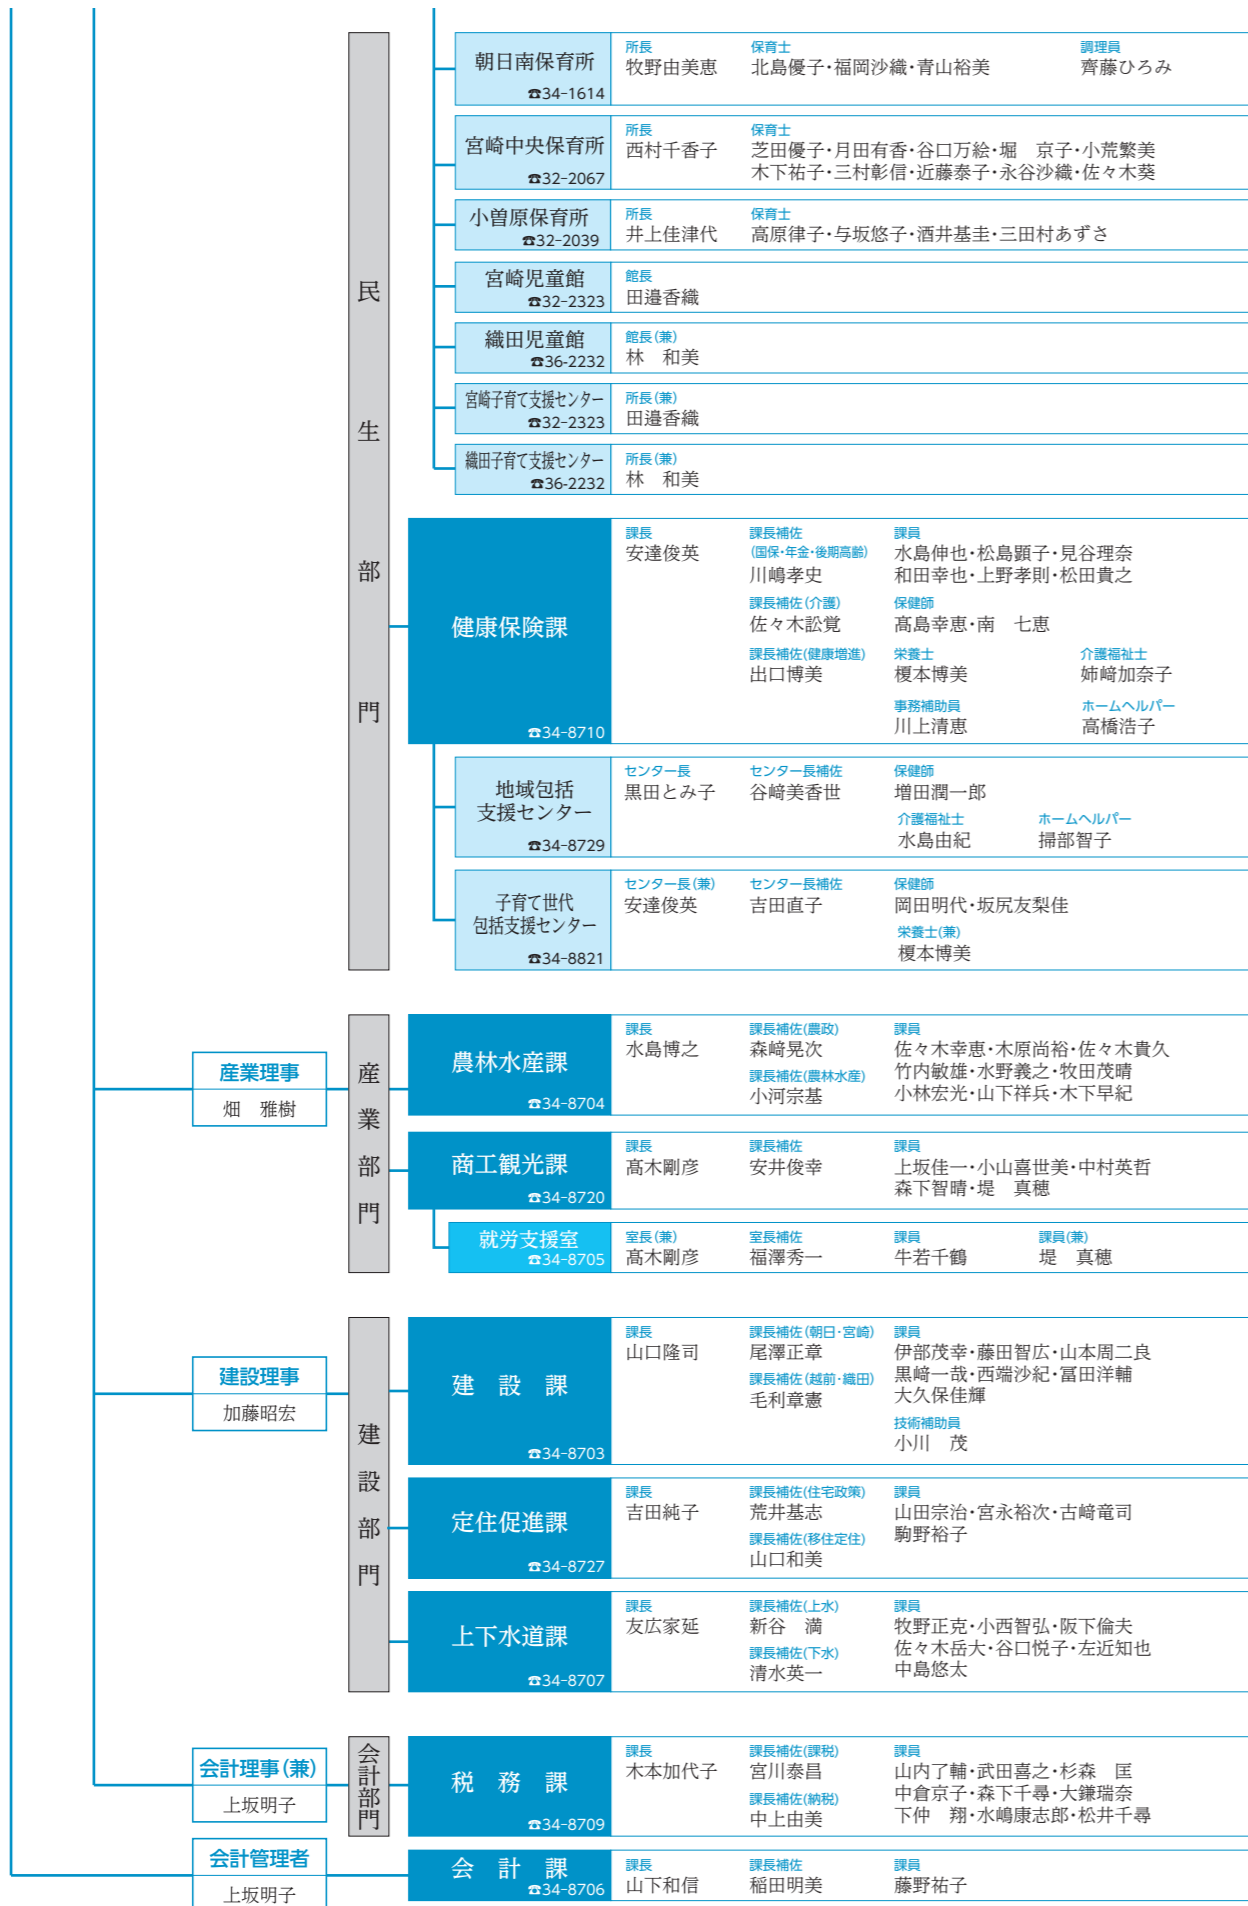 民生部門
朝日南保育所
☎34-1614
所長
牧野由美恵
保育士
北島優子・福岡沙織・青山裕美
調理員
齊藤ひろみ
宮崎中央保育所
☎32-2067
所長
西村千香子
保育士
芝田優子・月田有香・谷口万絵・堀　京子・小荒繁美
木下祐子・三村彰信・近藤泰子・永谷沙織・佐々木葵
小曽原保育所
☎32-2039
所長
井上佳津代
保育士
高原律子・与坂悠子・酒井基圭・三田村あずさ
宮崎児童館
☎32-2323
館長
田邉香織
織田児童館
☎36-2232
館長(兼)
林　和美
宮崎子育て支援センター
☎32-2323
所長(兼)
田邉香織
織田子育て支援センター
☎36-2232
所長(兼)
林　和美
健康保険課
☎34-8710
課長
安達俊英
課長補佐
(国保・年金・後期高齢)
川嶋孝史
課長補佐(介護)
佐々木訟覚
課長補佐(健康増進)
出口博美
課員
水島伸也・松島顕子・見谷理奈
和田幸也・上野孝則・松田貴之
保健師
髙島幸恵・南　七恵
栄養士
榎本博美
介護福祉士
姉﨑加奈子
事務補助員
川上清恵
ホームヘルパー
高橋浩子
地域包括
支援センター
☎34-8729
センター長
黒田とみ子
センター長補佐
谷﨑美香世
保健師
増田潤一郎
介護福祉士
水島由紀
ホームヘルパー
掃部智子
子育て世代
包括支援センター
☎34-8821
センター長(兼)
安達俊英
センター長補佐
吉田直子
保健師
岡田明代・坂尻友梨佳
栄養士(兼)
榎本博美
産業理事
畑　雅樹
産業部門
農林水産課
☎34-8704
課長
水島博之
課長補佐(農政)
森﨑晃次
課長補佐(農林水産)
小河宗基
課員
佐々木幸恵・木原尚裕・佐々木貴久
竹内敏雄・水野義之・牧田茂晴
小林宏光・山下祥兵・木下早紀
商工観光課
☎34-8720
課長
髙木剛彦
課長補佐
安井俊幸
課員
上坂佳一・小山喜世美・中村英哲
森下智晴・堤　真穂
就労支援室
☎34-8705
室長(兼)
髙木剛彦
室長補佐
福澤秀一
課員
牛若千鶴
課員(兼)
堤　真穂
建設理事
加藤昭宏
建設部門
建　設　課
☎34-8703
課長
山口隆司
課長補佐(朝日・宮崎)
尾澤正章
課長補佐(越前・織田)
毛利章憲
課員
伊部茂幸・藤田智広・山本周二良
黒﨑一哉・西端沙紀・冨田洋輔
大久保佳輝
技術補助員
小川　茂
定住促進課
☎34-8727
課長
吉田純子
課長補佐(住宅政策)
荒井基志
課長補佐(移住定住)
山口和美
課員
山田宗治・宮永裕次・古﨑竜司
駒野裕子
上下水道課
☎34-8707
課長
友広家延
課長補佐(上水)
新谷　満
課長補佐(下水)
清水英一
課員
牧野正克・小西智弘・阪下倫夫
佐々木岳大・谷口悦子・左近知也
中島悠太
会計理事(兼)
上坂明子
会計部門
税　務　課
☎34-8709
課長
木本加代子
課長補佐(課税)
宮川泰昌
課長補佐(納税)
中上由美
課員
山内了輔・武田喜之・杉森　匡
中倉京子・森下千尋・大鎌瑞奈
下仲　翔・水嶋康志郎・松井千尋
会計管理者
上坂明子
会　計　課
☎34-8706
課長
山下和信
課長補佐
稲田明美
課員
藤野祐子